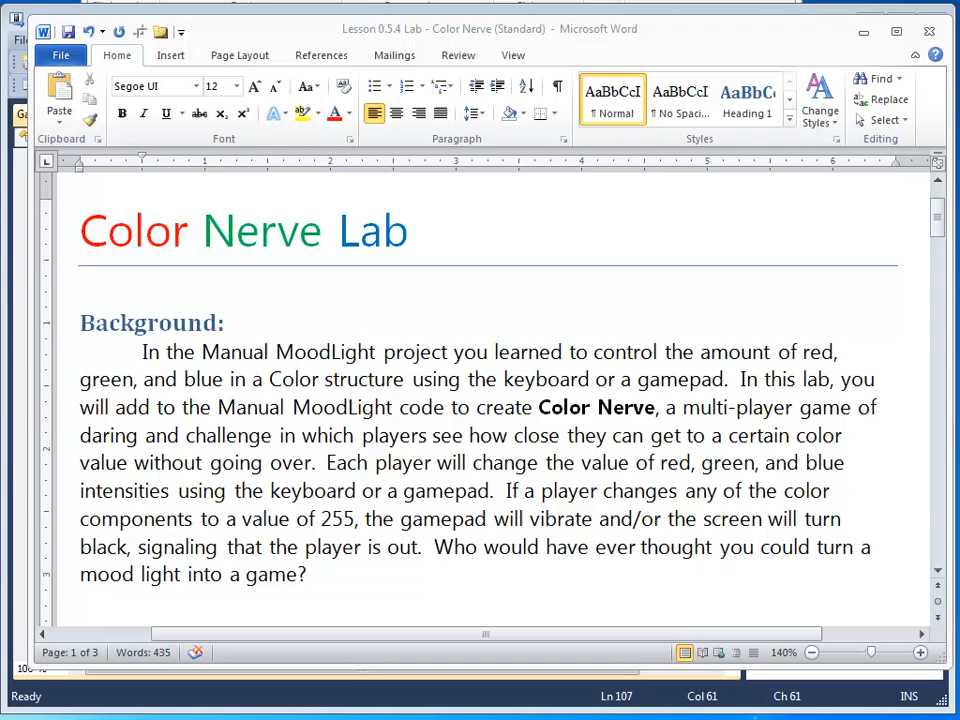 Lesson 0.5.4 Lab - Color Nerve (Standard) - Microsoft Word
File Home Insert Page Layout References Mailings Review View
Segoe UI 12
Paste
Find
Replace
Select
AaBbCcI AaBbCcI AaBbCc
¶ Normal ¶ No Spaci... Heading 1
Change
Styles
Clipboard Font Paragraph Styles Editing
1 2 3 4 5 6
Color Nerve Lab
Background:
In the Manual MoodLight project you learned to control the amount of red,
green, and blue in a Color structure using the keyboard or a gamepad. In this lab, you
will add to the Manual MoodLight code to create Color Nerve, a multi-player game of
daring and challenge in which players see how close they can get to a certain color
value without going over. Each player will change the value of red, green, and blue
intensities using the keyboard or a gamepad. If a player changes any of the color
components to a value of 255, the gamepad will vibrate and/or the screen will turn
black, signaling that the player is out. Who would have ever thought you could turn a
mood light into a game?
Page: 1 of 3 Words: 435 140%
Ready Ln 107 Col 61 Ch 61 INS